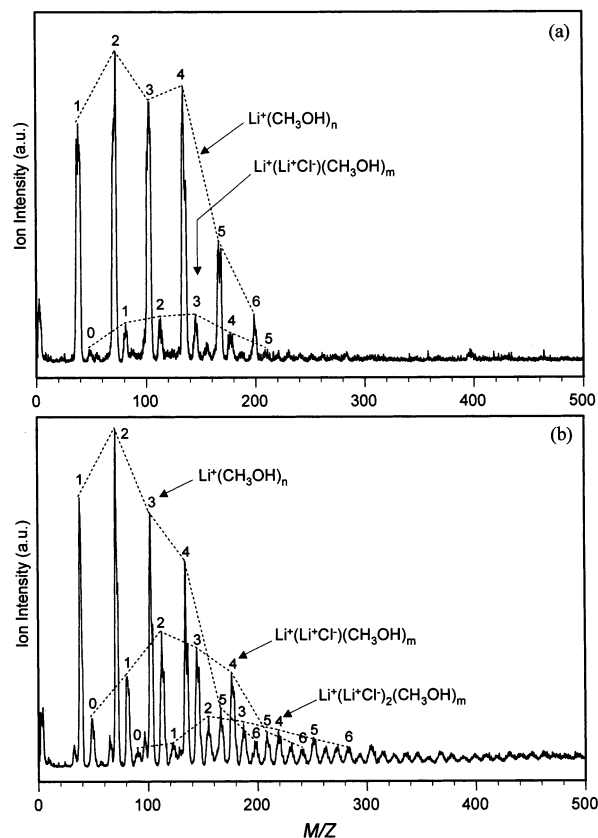 (a)
Ion Intensity (a.u.)
1 2 3 4 5 6
Li⁺(CH₃OH)ₙ
Li⁺(Li⁺Cl⁻)(CH₃OH)ₘ
0 1 2 3 4 5
0 100 200 300 400 500
(b)
Ion Intensity (a.u.)
1 2 3 4 5 6
Li⁺(CH₃OH)ₙ
0 1 2 3 4 5 6
Li⁺(Li⁺Cl⁻)(CH₃OH)ₘ
0 1 2 3 4 5 6
Li⁺(Li⁺Cl⁻)₂(CH₃OH)ₘ
0 100 200 300 400 500
M/Z